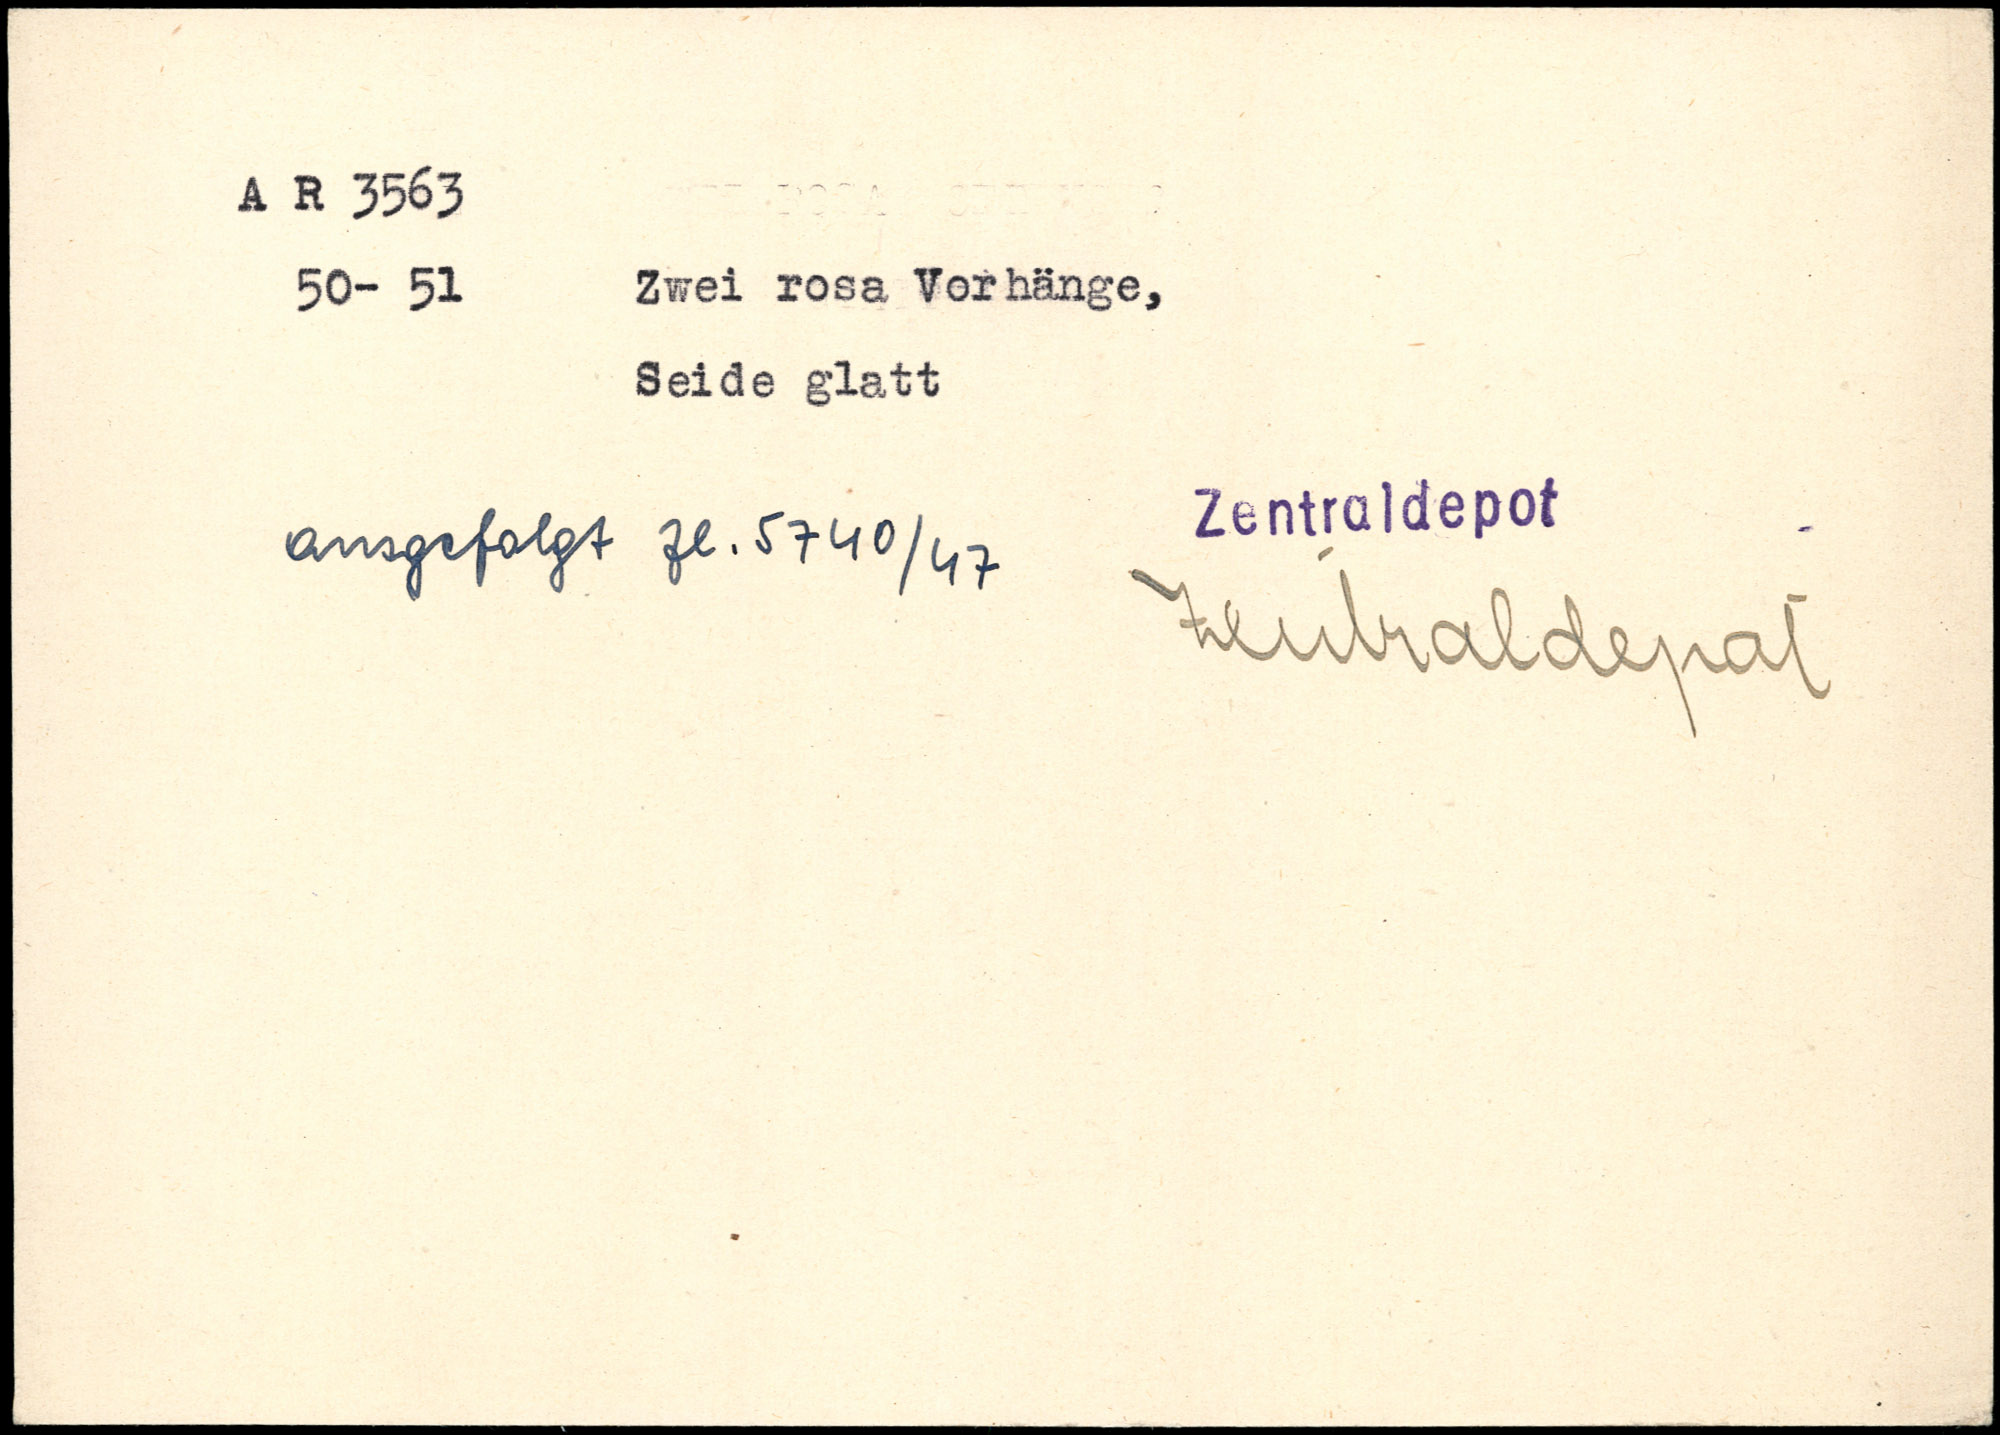 A R 3563
50- 51 Zwei rosa Vorhänge,
Seide glatt
ausgefolgt Zl. 5740/47
Zentraldepot
Zentraldepot